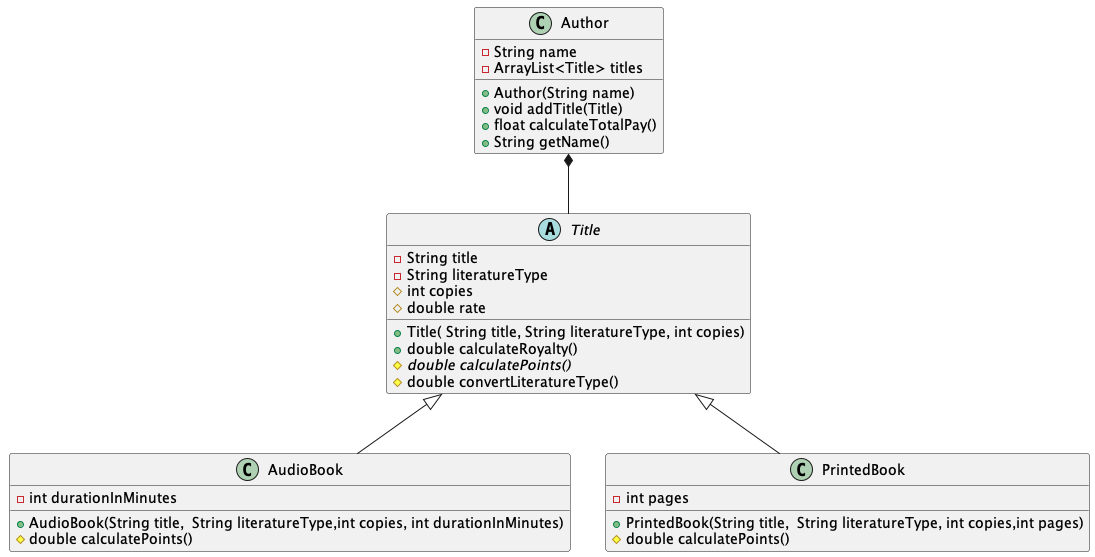 C Author
String name
ArrayList<Title> titles
Author(String name)
void addTitle(Title)
float calculateTotalPay()
String getName()
A Title
String title
String literatureType
int copies
double rate
Title( String title, String literatureType, int copies)
double calculateRoyalty()
double calculatePoints()
double convertLiteratureType()
C AudioBook
int durationInMinutes
AudioBook(String title,  String literatureType,int copies, int durationInMinutes)
double calculatePoints()
C PrintedBook
int pages
PrintedBook(String title,  String literatureType, int copies,int pages)
double calculatePoints()